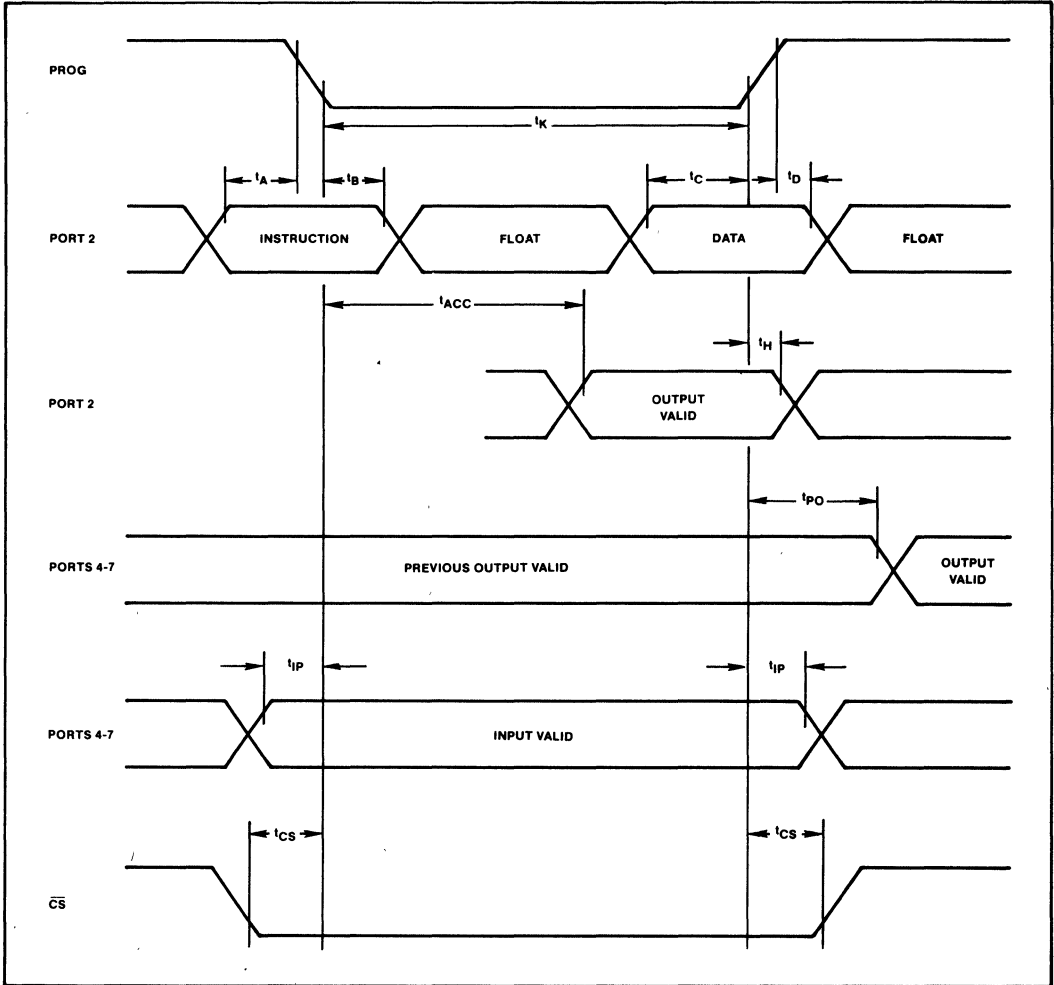 PROG
tK
tA
tB
tC
tD
PORT 2
INSTRUCTION
FLOAT
DATA
FLOAT
tACC
tH
PORT 2
OUTPUT
VALID
tPO
PORTS 4-7
PREVIOUS OUTPUT VALID
OUTPUT
VALID
tIP
tIP
PORTS 4-7
INPUT VALID
tCS
tCS
C̅S̅